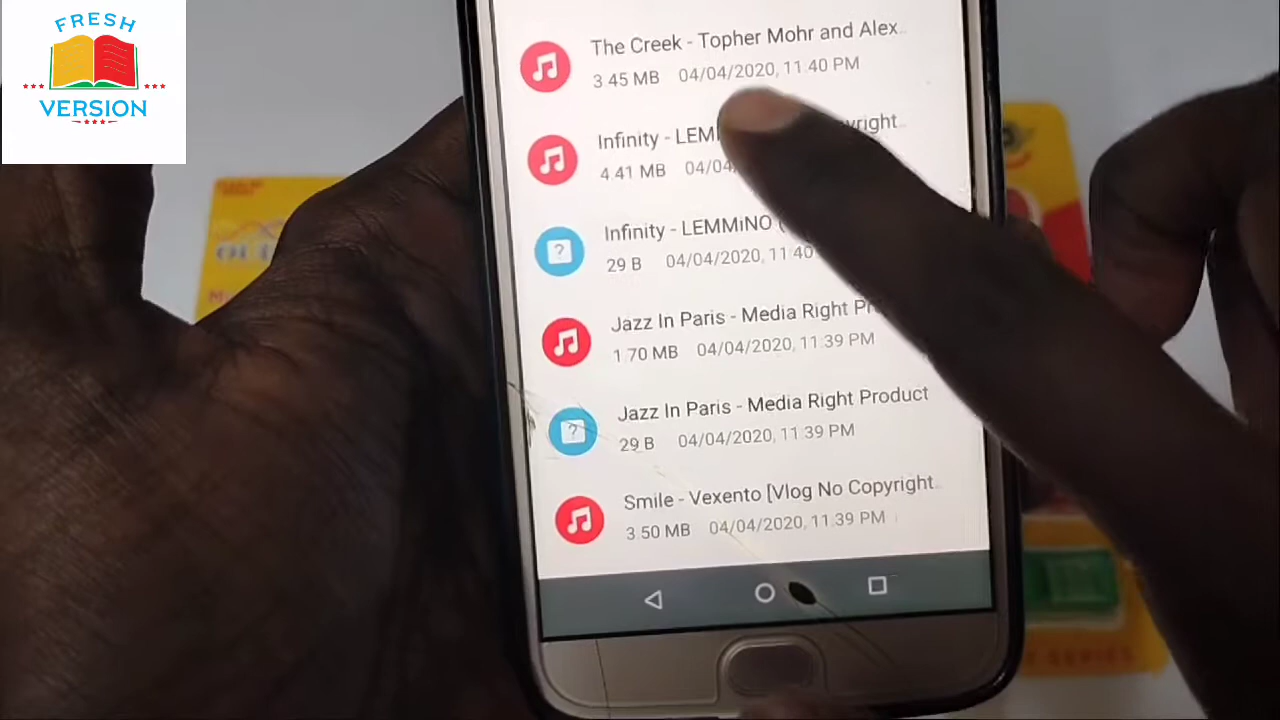 FRESH
VERSION
The Creek - Topher Mohr and Alex..
3.45 MB 04/04/2020, 11.40 PM
Infinity - yright..
4.41 MB 04/04
Infinity - LEMMiNO
29 B 04/04/2020, 11:40
Jazz In Paris - Media Right
1.70 MB 04/04/2020, 11:39 PM
Jazz In Paris - Media Right Product
29 B 04/04/2020, 11:39 PM
Smile - Vexento [Vlog No Copyright..
3.50 MB 04/04/2020, 11.39 PM